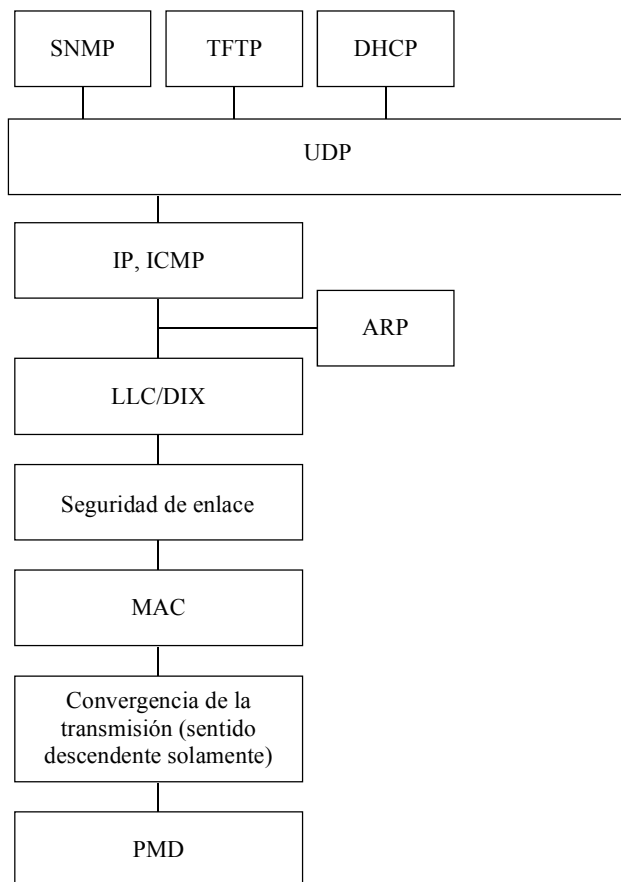 SNMP
TFTP
DHCP
UDP
IP, ICMP
ARP
LLC/DIX
Seguridad de enlace
MAC
Convergencia de la
transmisión (sentido
descendente solamente)
PMD